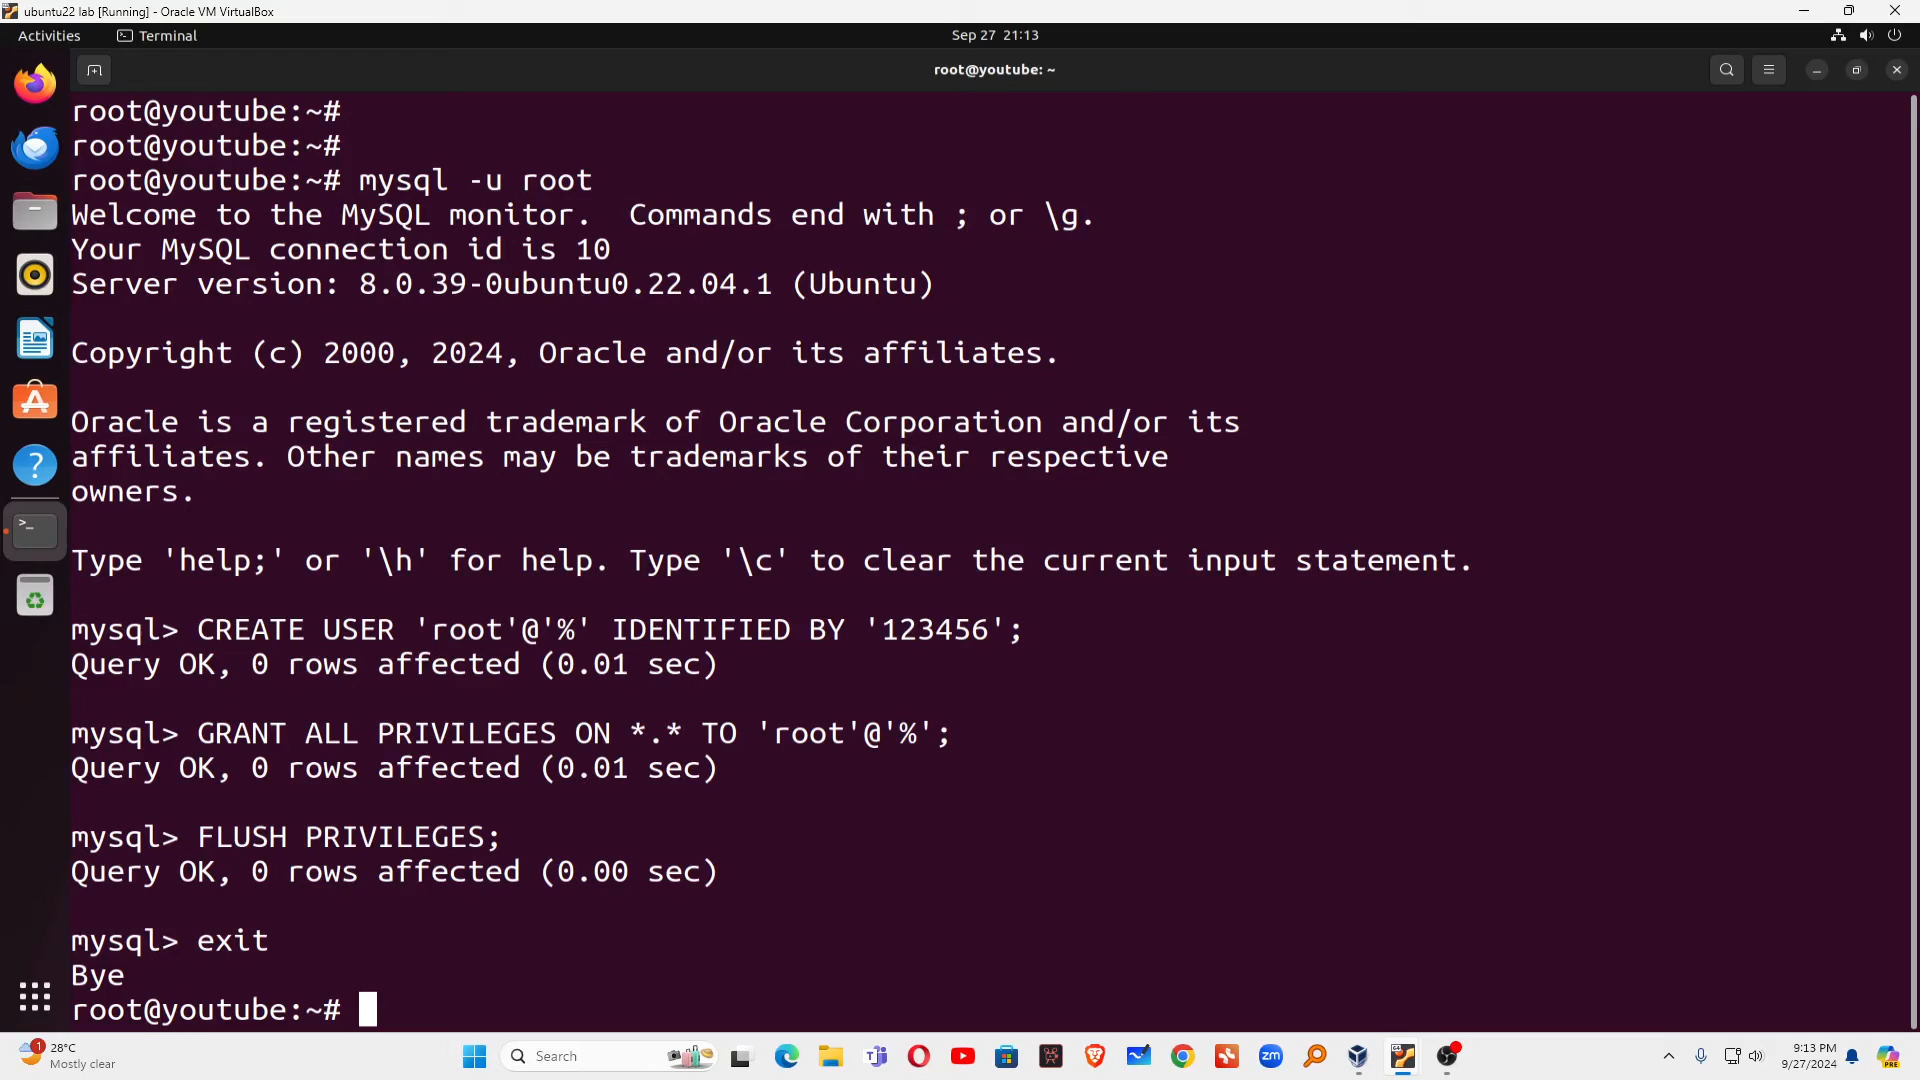 ubuntu22 lab [Running] - Oracle VM VirtualBox
Activities
Terminal
Sep 27 21:13
root@youtube: ~
root@youtube:~#
root@youtube:~#
root@youtube:~# mysql -u root
Welcome to the MySQL monitor.  Commands end with ; or \g.
Your MySQL connection id is 10
Server version: 8.0.39-0ubuntu0.22.04.1 (Ubuntu)
Copyright (c) 2000, 2024, Oracle and/or its affiliates.
Oracle is a registered trademark of Oracle Corporation and/or its
affiliates. Other names may be trademarks of their respective
owners.
Type 'help;' or '\h' for help. Type '\c' to clear the current input statement.
mysql> CREATE USER 'root'@'%' IDENTIFIED BY '123456';
Query OK, 0 rows affected (0.01 sec)
mysql> GRANT ALL PRIVILEGES ON *.* TO 'root'@'%';
Query OK, 0 rows affected (0.01 sec)
mysql> FLUSH PRIVILEGES;
Query OK, 0 rows affected (0.00 sec)
mysql> exit
Bye
root@youtube:~#
1
28°C
Mostly clear
Search
zm
9:13 PM
9/27/2024
PRE